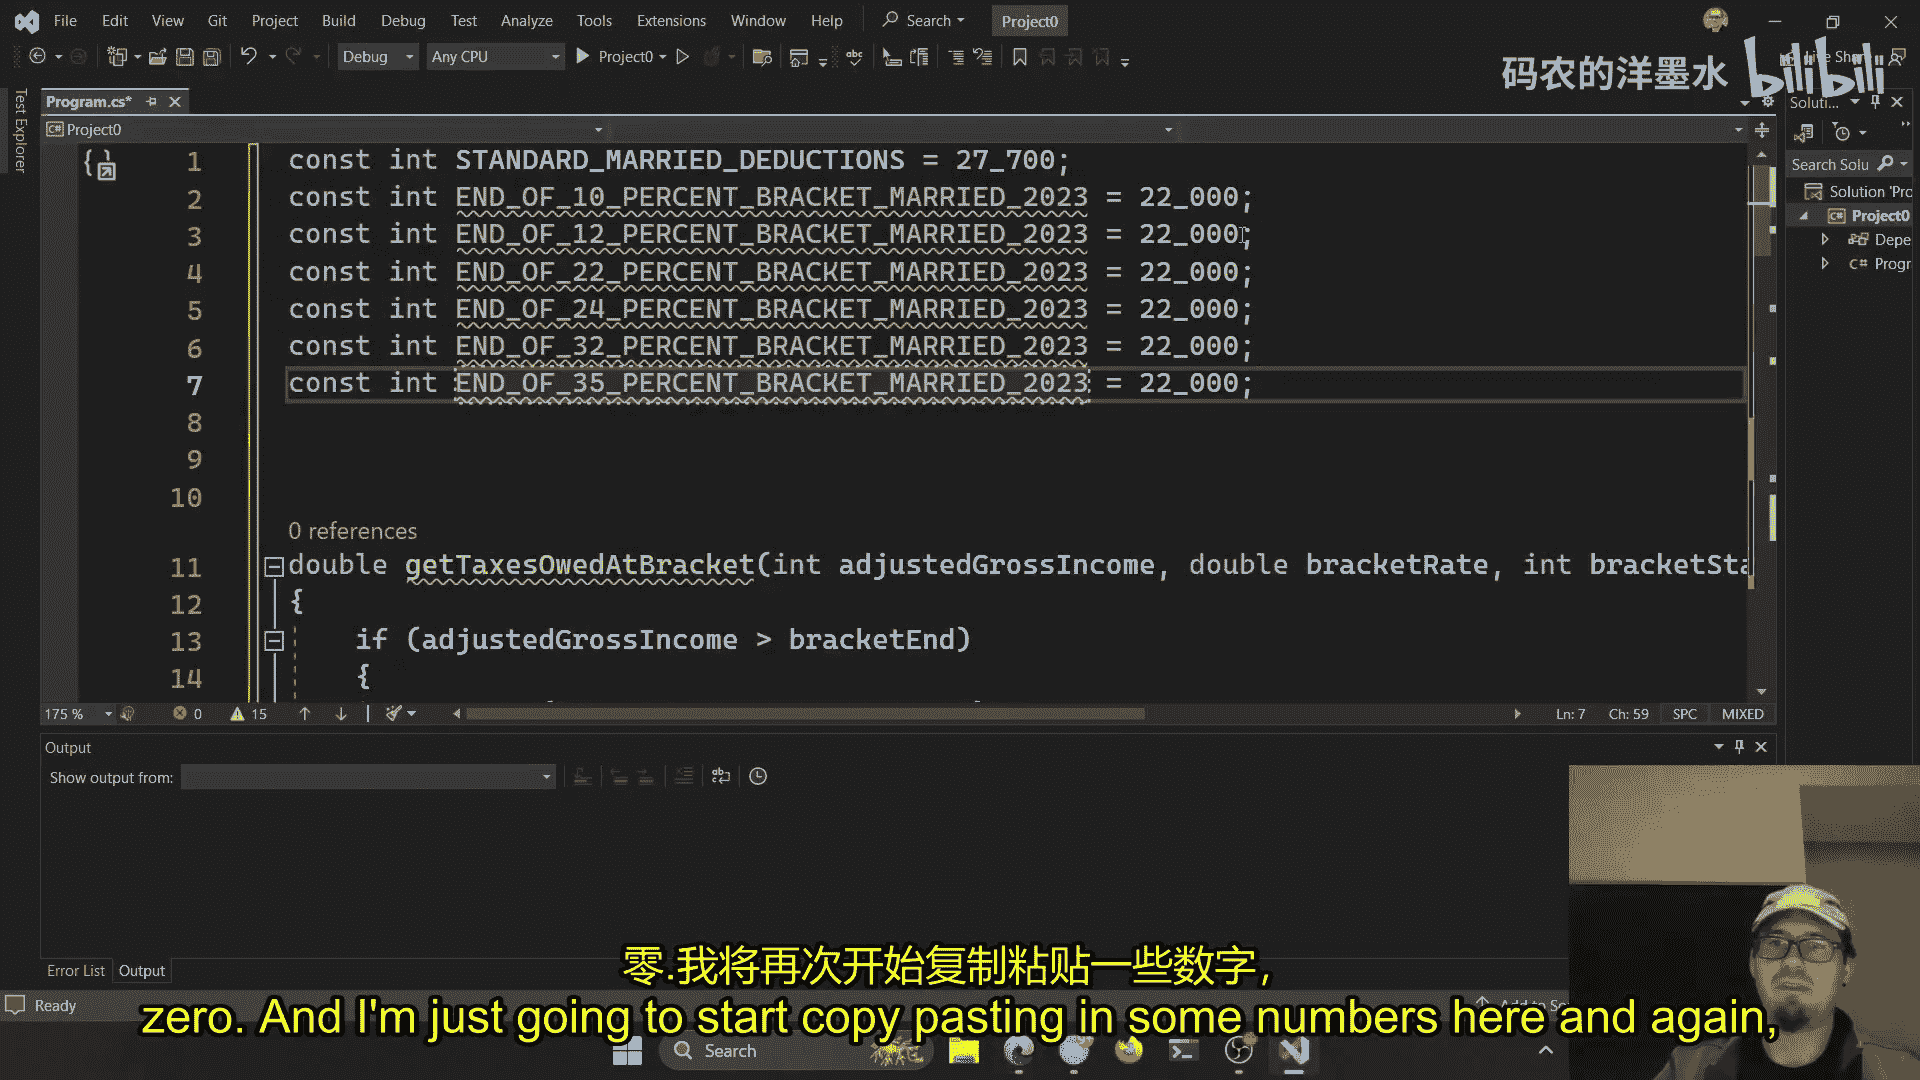 File Edit View Git Project Build Debug Test Analyze Tools Extensions Window Help Search Project0
Debug Any CPU Project0
码农的洋墨水 bilibili
Test Explorer
Program.cs*
Soluti...
Project0
Search Solu
Solution 'Pro
Project0
Depe
C# Progr
1 const int STANDARD_MARRIED_DEDUCTIONS = 27_700;
2 const int END_OF_10_PERCENT_BRACKET_MARRIED_2023 = 22_000;
3 const int END_OF_12_PERCENT_BRACKET_MARRIED_2023 = 22_000;
4 const int END_OF_22_PERCENT_BRACKET_MARRIED_2023 = 22_000;
5 const int END_OF_24_PERCENT_BRACKET_MARRIED_2023 = 22_000;
6 const int END_OF_32_PERCENT_BRACKET_MARRIED_2023 = 22_000;
7 const int END_OF_35_PERCENT_BRACKET_MARRIED_2023 = 22_000;
8
9
10
0 references
11 double getTaxesOwedAtBracket(int adjustedGrossIncome, double bracketRate, int bracketSta
12 {
13 if (adjustedGrossIncome > bracketEnd)
14 {
175 % 0 15 Ln: 7 Ch: 59 SPC MIXED
Output
Show output from:
Error List Output
Ready
零.我将再次开始复制粘贴一些数字，
zero. And I'm just going to start copy pasting in some numbers here and again,
Search